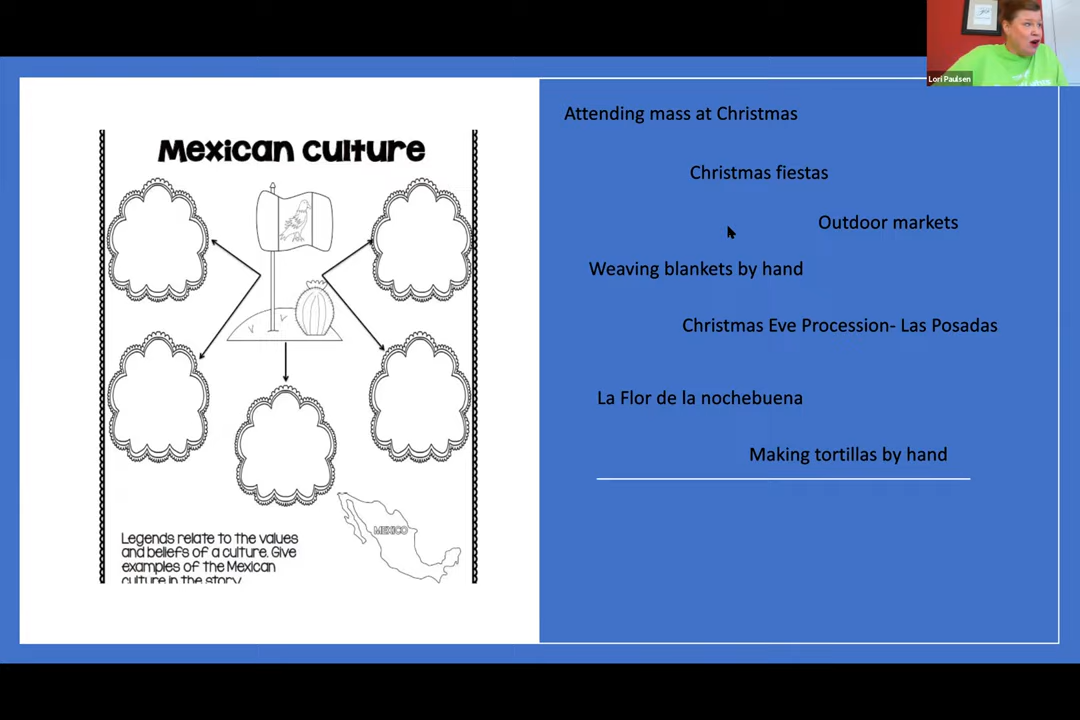 Lori Paulsen
Mexican culture
MEXICO
Legends relate to the values
and beliefs of a culture. Give
examples of the Mexican
culture in the story.
Attending mass at Christmas
Christmas fiestas
Outdoor markets
Weaving blankets by hand
Christmas Eve Procession- Las Posadas
La Flor de la nochebuena
Making tortillas by hand